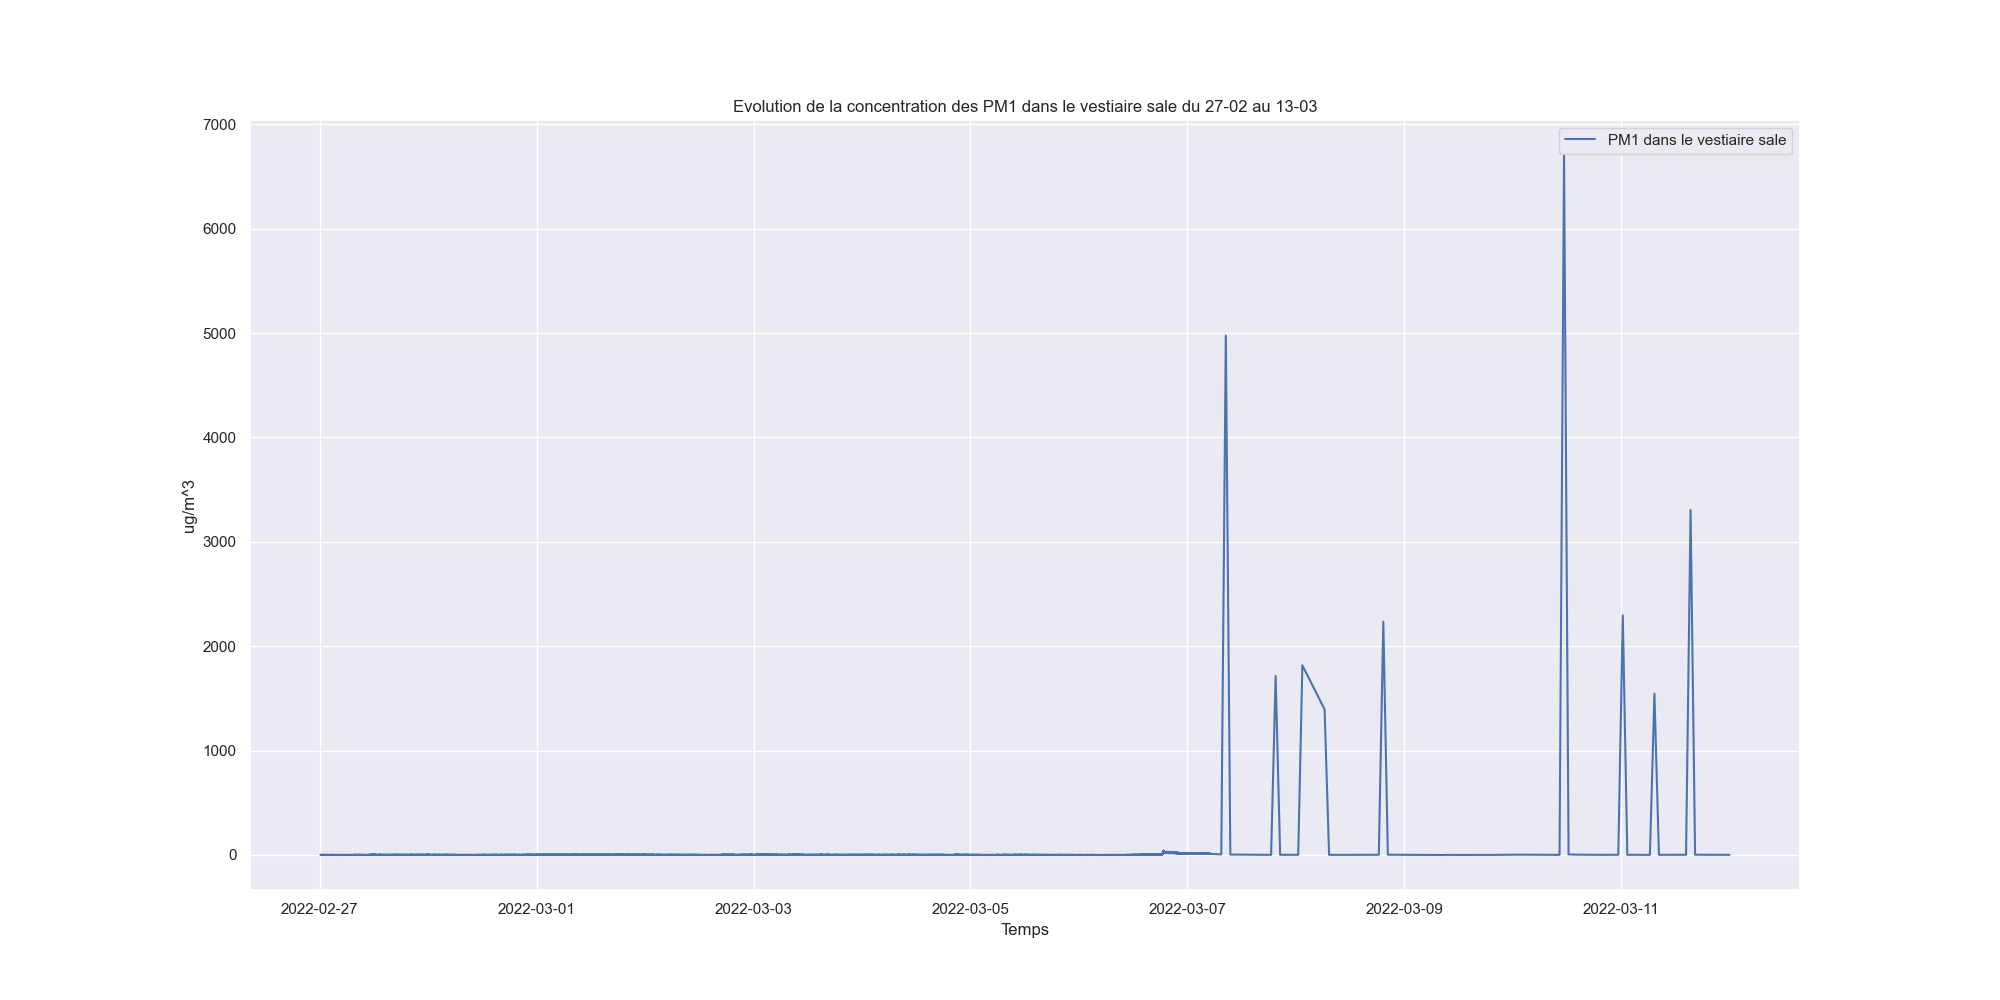 Evolution de la concentration des PM1 dans le vestiaire sale du 27-02 au 13-03
PM1 dans le vestiaire sale
7000
6000
5000
4000
3000
2000
1000
0
ug/m^3
2022-02-27 2022-03-01 2022-03-03 2022-03-05 2022-03-07 2022-03-09 2022-03-11
Temps